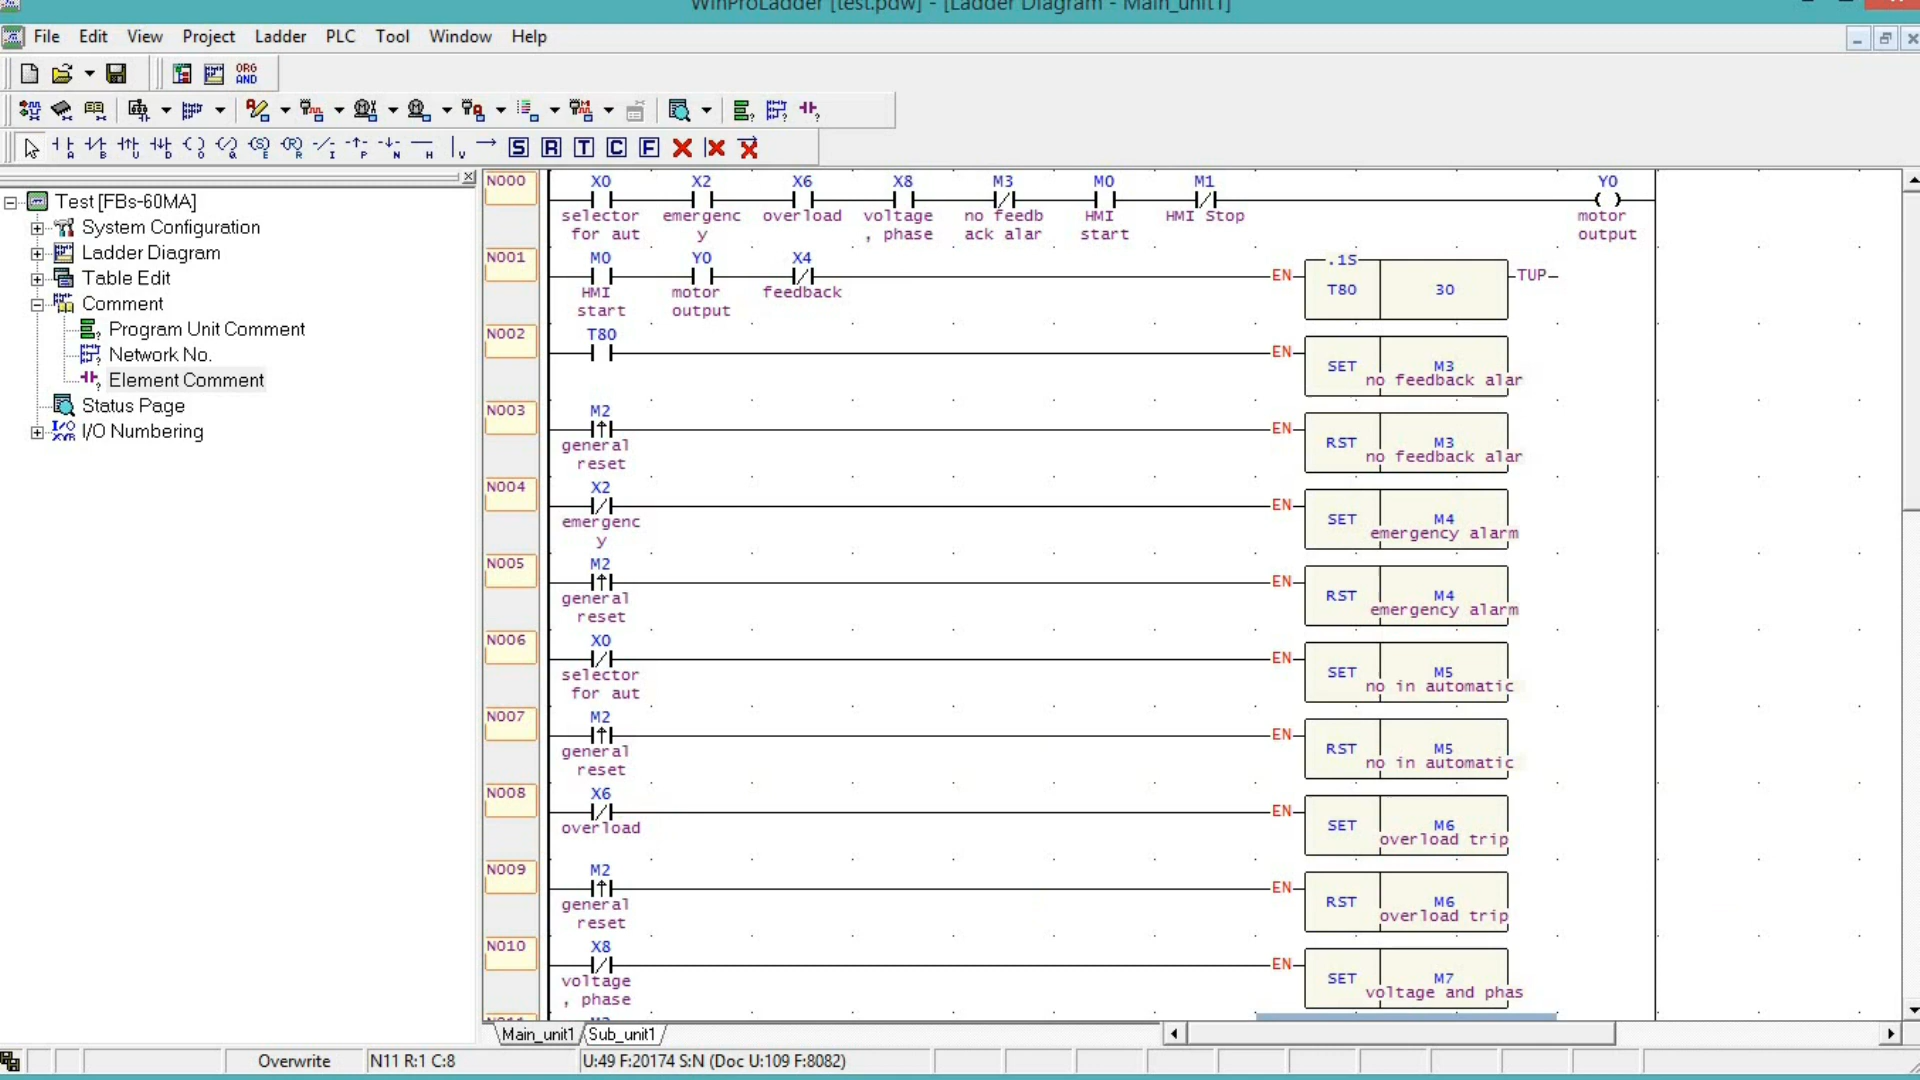 WinProLadder [test.pdw] - [Ladder Diagram - Main_unit1]
File Edit View Project Ladder PLC Tool Window Help
ORG
AND
A B U D O Q E R I P N H V S R T C F
Test [FBs-60MA]
System Configuration
Ladder Diagram
Table Edit
Comment
Program Unit Comment
Network No.
Element Comment
Status Page
I/O Numbering
N000 X0 X2 X6 X8 M3 M0 M1 Y0
selector emergenc overload voltage no feedb HMI HMI Stop motor
for aut y , phase ack alar start output
N001 M0 Y0 X4 .1S
EN T80 30 TUP
HMI motor feedback
start output
N002 T80
EN SET M3
no feedback alar
N003 M2
EN RST M3
general no feedback alar
reset
N004 X2
EN SET M4
emergenc emergency alarm
y
N005 M2
EN RST M4
general emergency alarm
reset
N006 X0
EN SET M5
selector no in automatic
for aut
N007 M2
EN RST M5
general no in automatic
reset
N008 X6
EN SET M6
overload overload trip
N009 M2
EN RST M6
general overload trip
reset
N010 X8
EN SET M7
voltage voltage and phas
, phase
Main_unit1 Sub_unit1
Overwrite N11 R:1 C:8 U:49 F:20174 S:N (Doc U:109 F:8082)